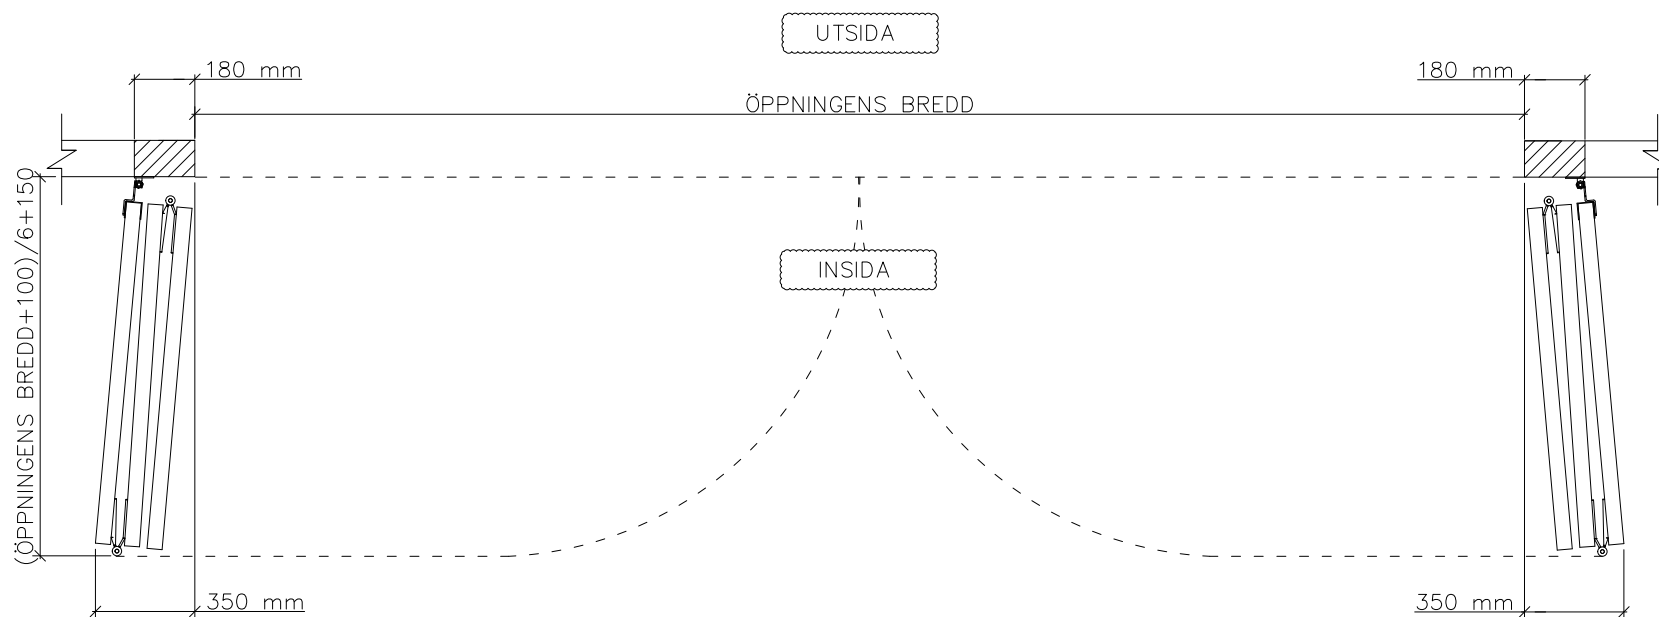 UTSIDA
180 mm
180 mm
ÖPPNINGENS BREDD
(ÖPPNINGENS BREDD+100)/6+150
INSIDA
350 mm
350 mm